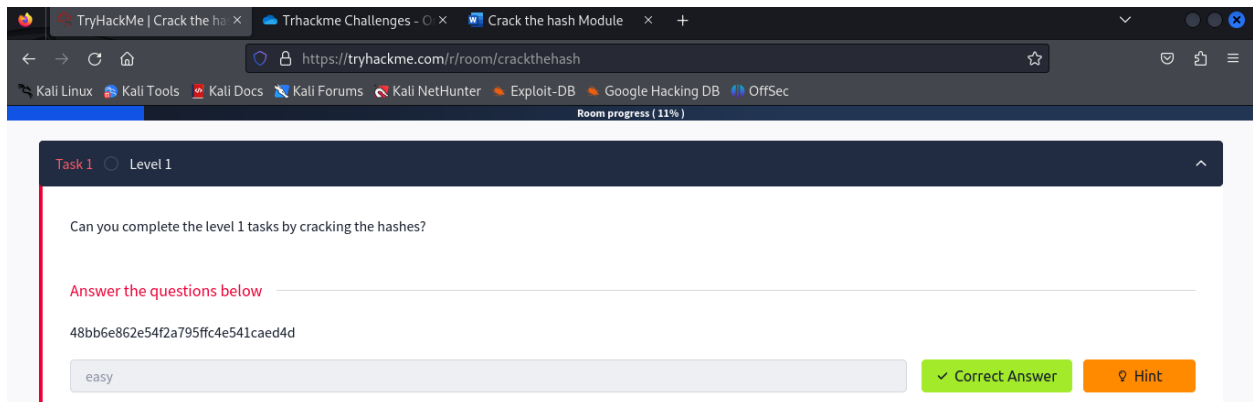 TryHackMe | Crack the has
Trhackme Challenges - O
Crack the hash Module
https://tryhackme.com/r/room/crackthehash
Kali Linux Kali Tools Kali Docs Kali Forums Kali NetHunter Exploit-DB Google Hacking DB OffSec
Room progress ( 11% )
Task 1 Level 1
Can you complete the level 1 tasks by cracking the hashes?
Answer the questions below
48bb6e862e54f2a795ffc4e541caed4d
easy
Correct Answer
Hint